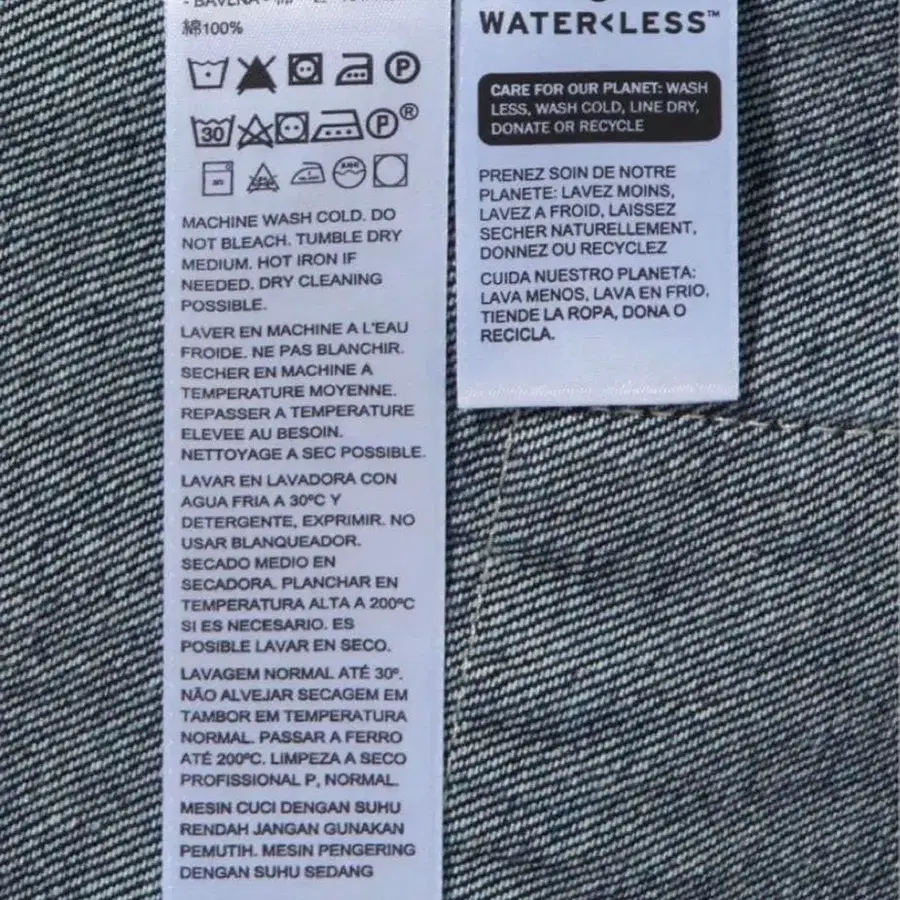 綿100%
30
P
P®
MACHINE WASH COLD. DO
NOT BLEACH. TUMBLE DRY
MEDIUM. HOT IRON IF
NEEDED. DRY CLEANING
POSSIBLE.
LAVER EN MACHINE A L'EAU
FROIDE. NE PAS BLANCHIR.
SECHER EN MACHINE A
TEMPERATURE MOYENNE.
REPASSER A TEMPERATURE
ELEVEE AU BESOIN.
NETTOYAGE A SEC POSSIBLE.
LAVAR EN LAVADORA CON
AGUA FRIA A 30ºC Y
DETERGENTE, EXPRIMIR. NO
USAR BLANQUEADOR.
SECADO MEDIO EN
SECADORA. PLANCHAR EN
TEMPERATURA ALTA A 200ºC
SI ES NECESARIO. ES
POSIBLE LAVAR EN SECO.
LAVAGEM NORMAL ATÉ 30º.
NÃO ALVEJAR SECAGEM EM
TAMBOR EM TEMPERATURA
NORMAL. PASSAR A FERRO
ATÉ 200ºC. LIMPEZA A SECO
PROFISSIONAL P, NORMAL.
MESIN CUCI DENGAN SUHU
RENDAH JANGAN GUNAKAN
PEMUTIH. MESIN PENGERING
DENGAN SUHU SEDANG
WATER<LESS™
CARE FOR OUR PLANET: WASH
LESS, WASH COLD, LINE DRY,
DONATE OR RECYCLE
PRENEZ SOIN DE NOTRE
PLANETE: LAVEZ MOINS,
LAVEZ A FROID, LAISSEZ
SECHER NATURELLEMENT,
DONNEZ OU RECYCLEZ
CUIDA NUESTRO PLANETA:
LAVA MENOS, LAVA EN FRIO,
TIENDE LA ROPA, DONA O
RECICLA.